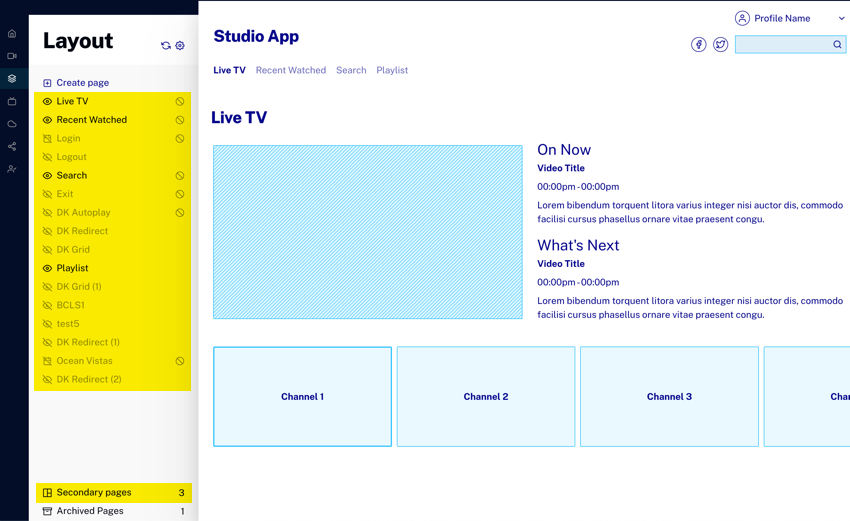 Layout
Create page
Live TV
Recent Watched
Login
Logout
Search
Exit
DK Autoplay
DK Redirect
DK Grid
Playlist
DK Grid (1)
BCLS1
test5
DK Redirect (1)
Ocean Vistas
DK Redirect (2)
Secondary pages 3
Archived Pages 1
Profile Name
Studio App
Live TV Recent Watched Search Playlist
Live TV
On Now
Video Title
00:00pm - 00:00pm
Lorem bibendum torquent litora varius integer nisi auctor dis, commodo
facilisi cursus phasellus ornare vitae praesent congu.
What's Next
Video Title
00:00pm - 00:00pm
Lorem bibendum torquent litora varius integer nisi auctor dis, commodo
facilisi cursus phasellus ornare vitae praesent congu.
Channel 1 Channel 2 Channel 3 Char